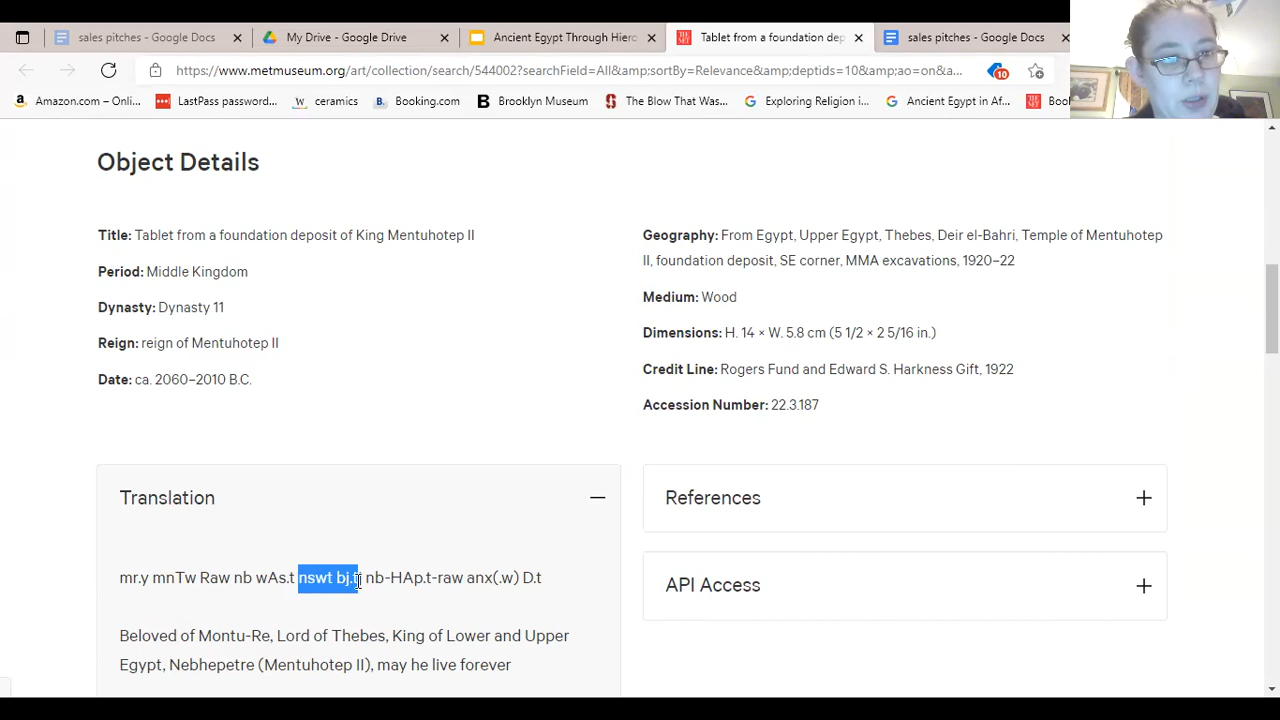 sales pitches - Google Docs
My Drive - Google Drive
Ancient Egypt Through Hierc
Tablet from a foundation dep
sales pitches - Google Docs
https://www.metmuseum.org/art/collection/search/544002?searchField=All&amp;sortBy=Relevance&amp;deptids=10&amp;ao=on&a...
10
Amazon.com – Onli...
LastPass password...
ceramics
Booking.com
Brooklyn Museum
The Blow That Was...
Exploring Religion i...
Ancient Egypt in Af...
Boo
Object Details
Title: Tablet from a foundation deposit of King Mentuhotep II
Period: Middle Kingdom
Dynasty: Dynasty 11
Reign: reign of Mentuhotep II
Date: ca. 2060–2010 B.C.
Geography: From Egypt, Upper Egypt, Thebes, Deir el-Bahri, Temple of Mentuhotep
II, foundation deposit, SE corner, MMA excavations, 1920–22
Medium: Wood
Dimensions: H. 14 × W. 5.8 cm (5 1/2 × 2 5/16 in.)
Credit Line: Rogers Fund and Edward S. Harkness Gift, 1922
Accession Number: 22.3.187
Translation
mr.y mnTw Raw nb wAs.t nswt bj.tj nb-HAp.t-raw anx(.w) D.t
Beloved of Montu-Re, Lord of Thebes, King of Lower and Upper
Egypt, Nebhepetre (Mentuhotep II), may he live forever
References
API Access